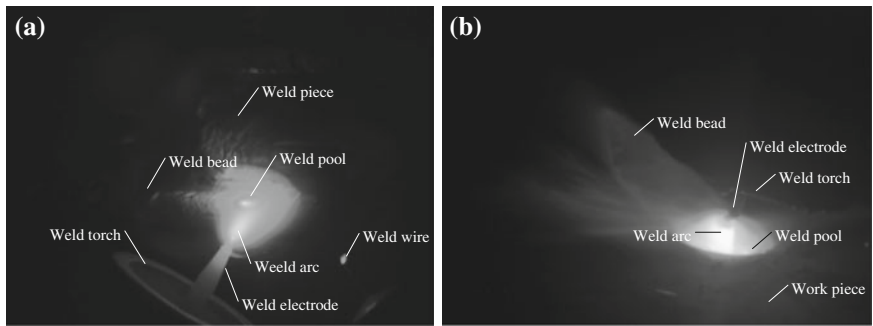 (a)
Weld piece
Weld bead
Weld pool
Weld torch
Weld wire
Weeld arc
Weld electrode
(b)
Weld bead
Weld electrode
Weld torch
Weld arc
Weld pool
Work piece